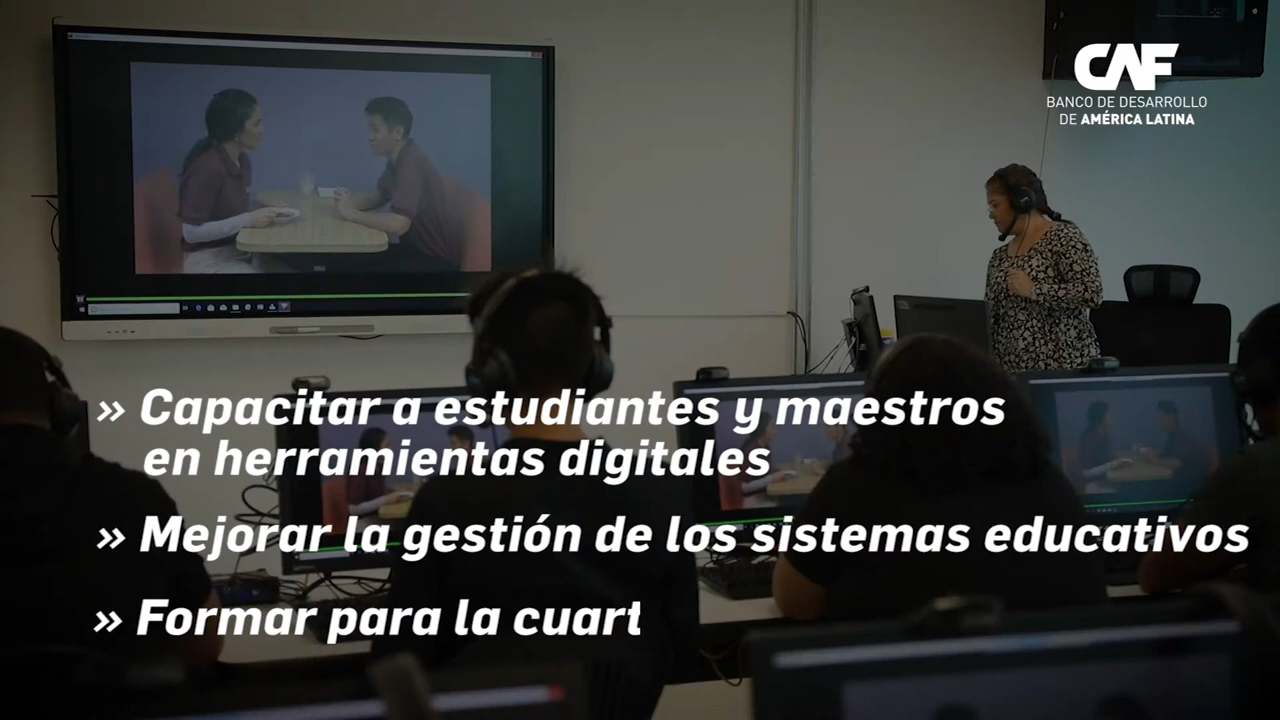 CAF
BANCO DE DESARROLLO
DE AMÉRICA LATINA
» Capacitar a estudiantes y maestros
en herramientas digitales
» Mejorar la gestión de los sistemas educativos
» Formar para la cuart